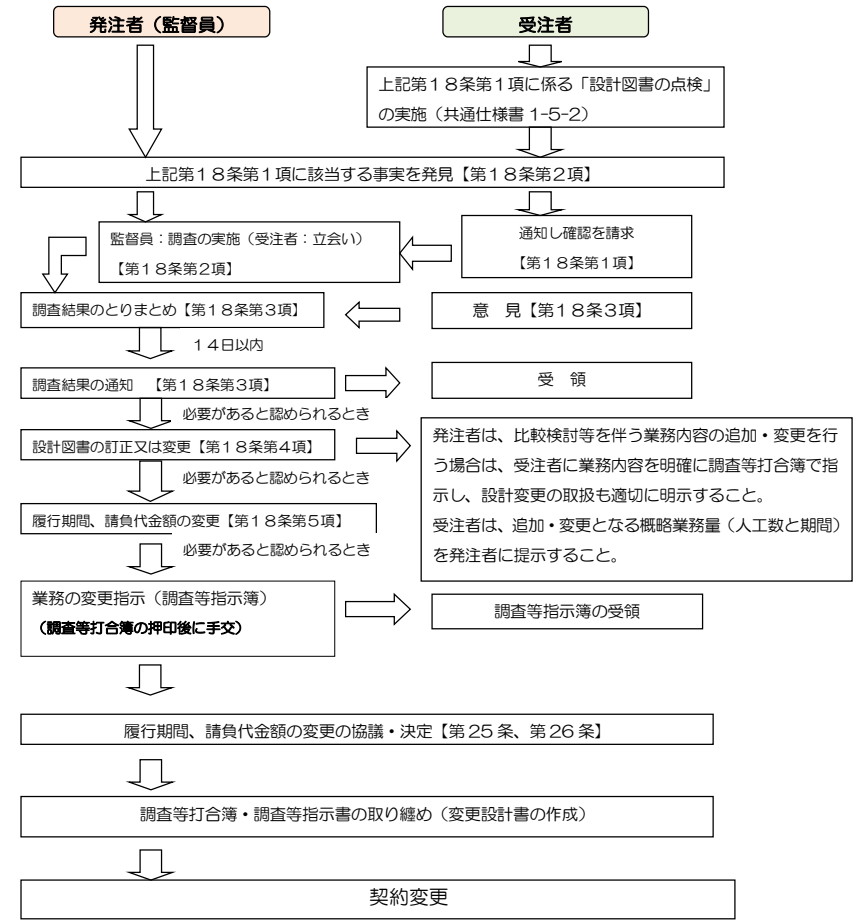 発注者（監督員）
受注者
上記第１８条第１項に係る「設計図書の点検」
の実施（共通仕様書 1-5-2）
上記第１８条第１項に該当する事実を発見【第１８条第２項】
監督員：調査の実施（受注者：立会い）
【第１８条第２項】
通知し確認を請求
【第１８条第１項】
調査結果のとりまとめ【第１８条第３項】
意　見【第１８条３項】
１４日以内
調査結果の通知　【第１８条第３項】
受　領
必要があると認められるとき
設計図書の訂正又は変更【第１８条第４項】
発注者は、比較検討等を伴う業務内容の追加・変更を行
う場合は、受注者に業務内容を明確に調査等打合簿で指
示し、設計変更の取扱も適切に明示すること。
受注者は、追加・変更となる概略業務量（人工数と期間）
を発注者に提示すること。
必要があると認められるとき
履行期間、請負代金額の変更【第１８条第５項】
必要があると認められるとき
業務の変更指示（調査等指示簿）
（調査等打合簿の押印後に手交）
調査等指示簿の受領
履行期間、請負代金額の変更の協議・決定【第 25 条、第 26 条】
調査等打合簿・調査等指示書の取り纏め（変更設計書の作成）
契約変更